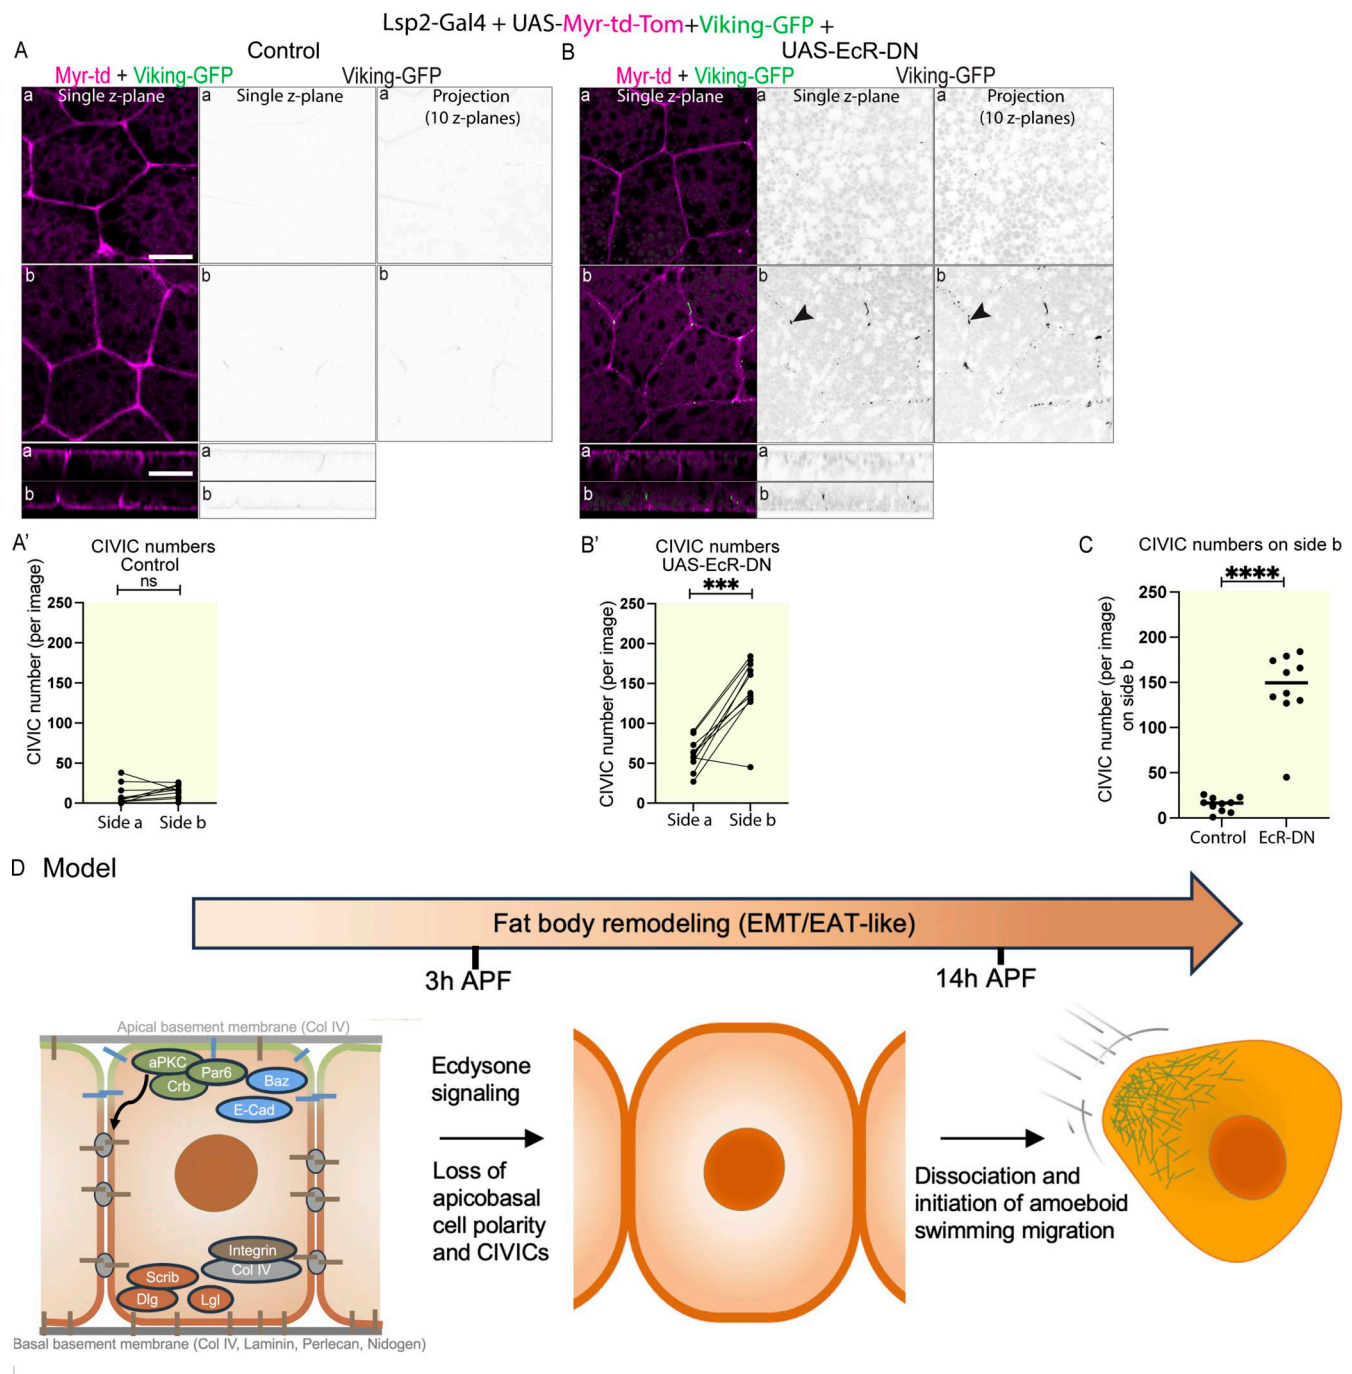 Lsp2-Gal4 + UAS-Myr-td-Tom+Viking-GFP +
A
Control
B
UAS-EcR-DN
Myr-td + Viking-GFP
Viking-GFP
Myr-td + Viking-GFP
Viking-GFP
a
Single z-plane
a
Single z-plane
a
Projection
(10 z-planes)
a
Single z-plane
a
Single z-plane
a
Projection
(10 z-planes)
b
b
b
b
b
b
a
a
a
a
b
b
b
b
A'
CIVIC numbers
Control
ns
CIVIC number (per image)
250
200
150
100
50
0
Side a
Side b
B'
CIVIC numbers
UAS-EcR-DN
***
CIVIC number (per image)
250
200
150
100
50
0
Side a
Side b
C
CIVIC numbers on side b
****
CIVIC number (per image)
on side b
250
200
150
100
50
0
Control
EcR-DN
D
Model
Fat body remodeling (EMT/EAT-like)
3h APF
14h APF
Apical basement membrane (Col IV)
aPKC
Par6
Crb
Baz
E-Cad
Integrin
Col IV
Scrib
Dlg
Lgl
Basal basement membrane (Col IV, Laminin, Perlecan, Nidogen)
Ecdysone
signaling
Loss of
apicobasal
cell polarity
and CIVICs
Dissociation and
initiation of amoeboid
swimming migration